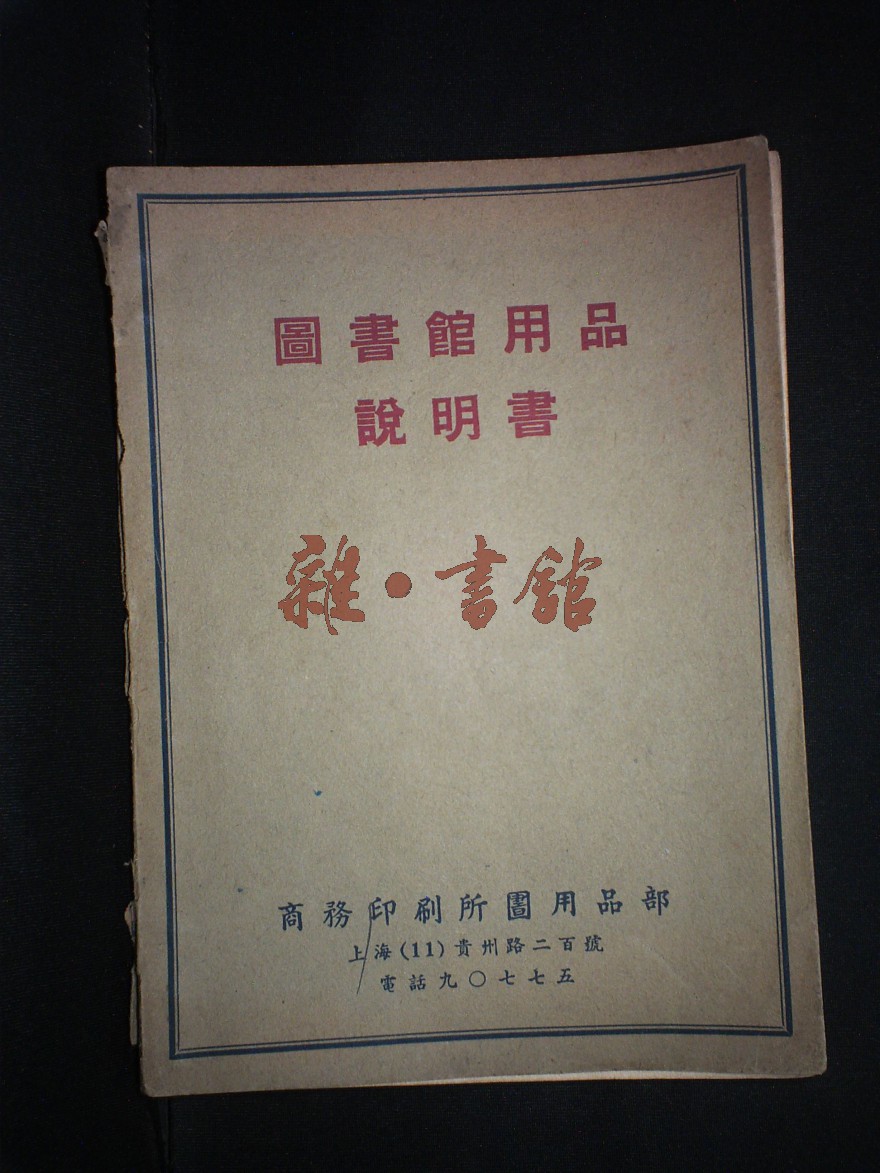 圖書館用品
說明書
雜·書館
商務印刷所圕用品部
上海(11)貴州路二百號
電話九〇七七五